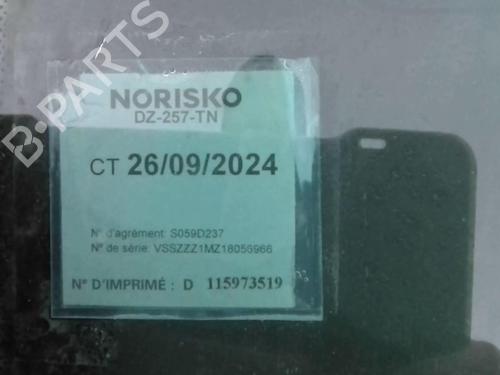 B-PARTS
NORISKO
DZ-257-TN
CT 26/09/2024
N° d'agrément: S059D237
N° de série: VSSZZZ1MZ18056966
N° D'IMPRIMÉ : D 115973519